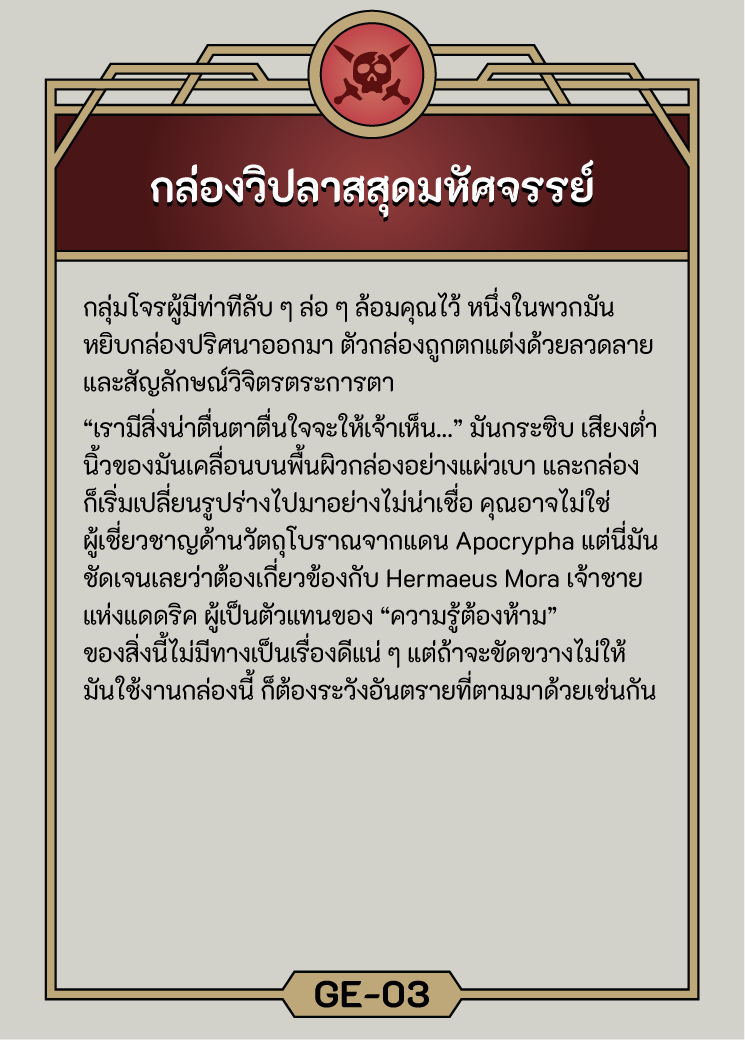 กล่องวิปลาสสุดมหัศจรรย์
กลุ่มโจรผู้มีท่าทีลับ ๆ ล่อ ๆ ล้อมคุณไว้ หนึ่งในพวกมัน
หยิบกล่องปริศนาออกมา ตัวกล่องถูกตกแต่งด้วยลวดลาย
และสัญลักษณ์วิจิตรตระการตา
“เรามีสิ่งน่าตื่นตาตื่นใจจะให้เจ้าเห็น...” มันกระซิบ เสียงต่ำ
นิ้วของมันเคลื่อนบนพื้นผิวกล่องอย่างแผ่วเบา และกล่อง
ก็เริ่มเปลี่ยนรูปร่างไปมาอย่างไม่น่าเชื่อ คุณอาจไม่ใช่
ผู้เชี่ยวชาญด้านวัตถุโบราณจากแดน Apocrypha แต่นี่มัน
ชัดเจนเลยว่าต้องเกี่ยวข้องกับ Hermaeus Mora เจ้าชาย
แห่งแดดริค ผู้เป็นตัวแทนของ “ความรู้ต้องห้าม”
ของสิ่งนี้ไม่มีทางเป็นเรื่องดีแน่ ๆ แต่ถ้าจะขัดขวางไม่ให้
มันใช้งานกล่องนี้ ก็ต้องระวังอันตรายที่ตามมาด้วยเช่นกัน
GE-03